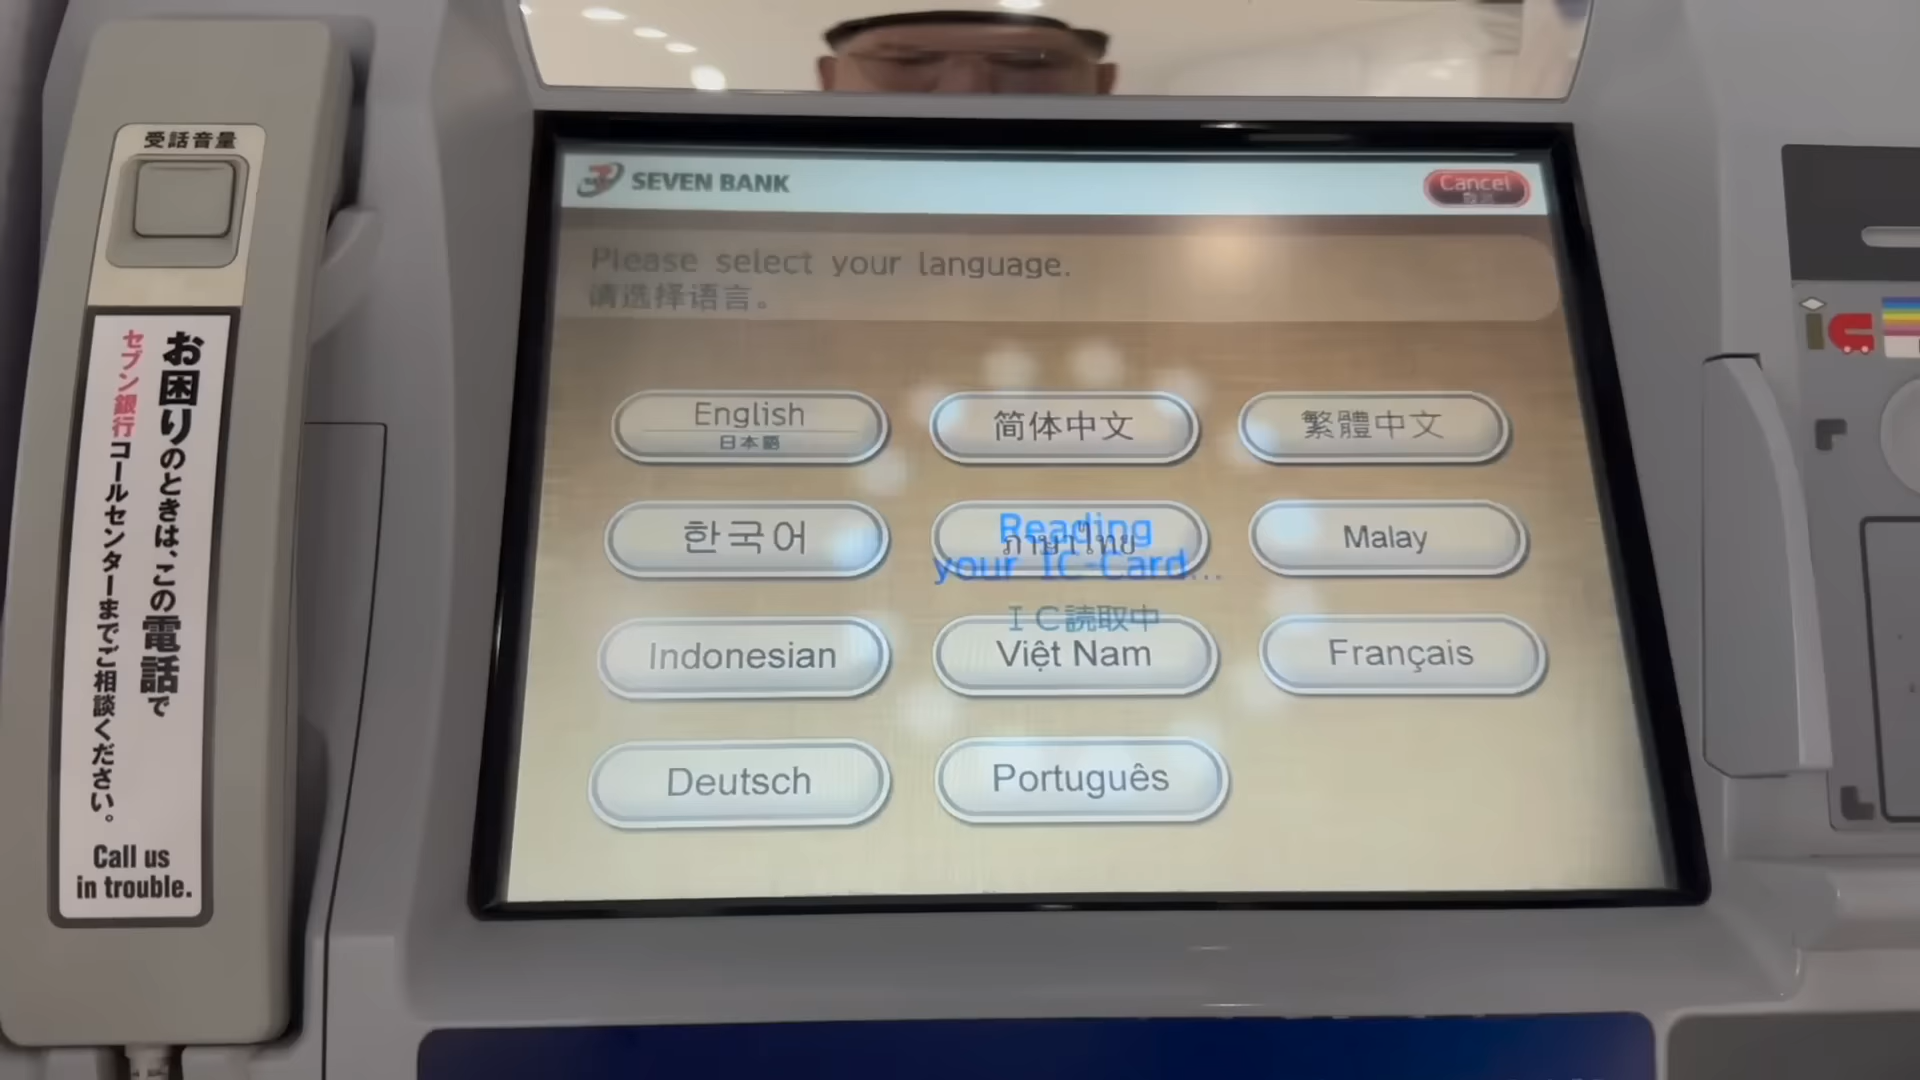 受話音量
お困りのときは、この電話で
セブン銀行コールセンターまでご相談ください。
Call us
in trouble.
SEVEN BANK
Cancel
Please select your language.
请选择语言。
English
日本語
简体中文
繁體中文
한국어
ภาษาไทย
Malay
Reading
your IC-Card...
IC読取中
Indonesian
Việt Nam
Français
Deutsch
Português